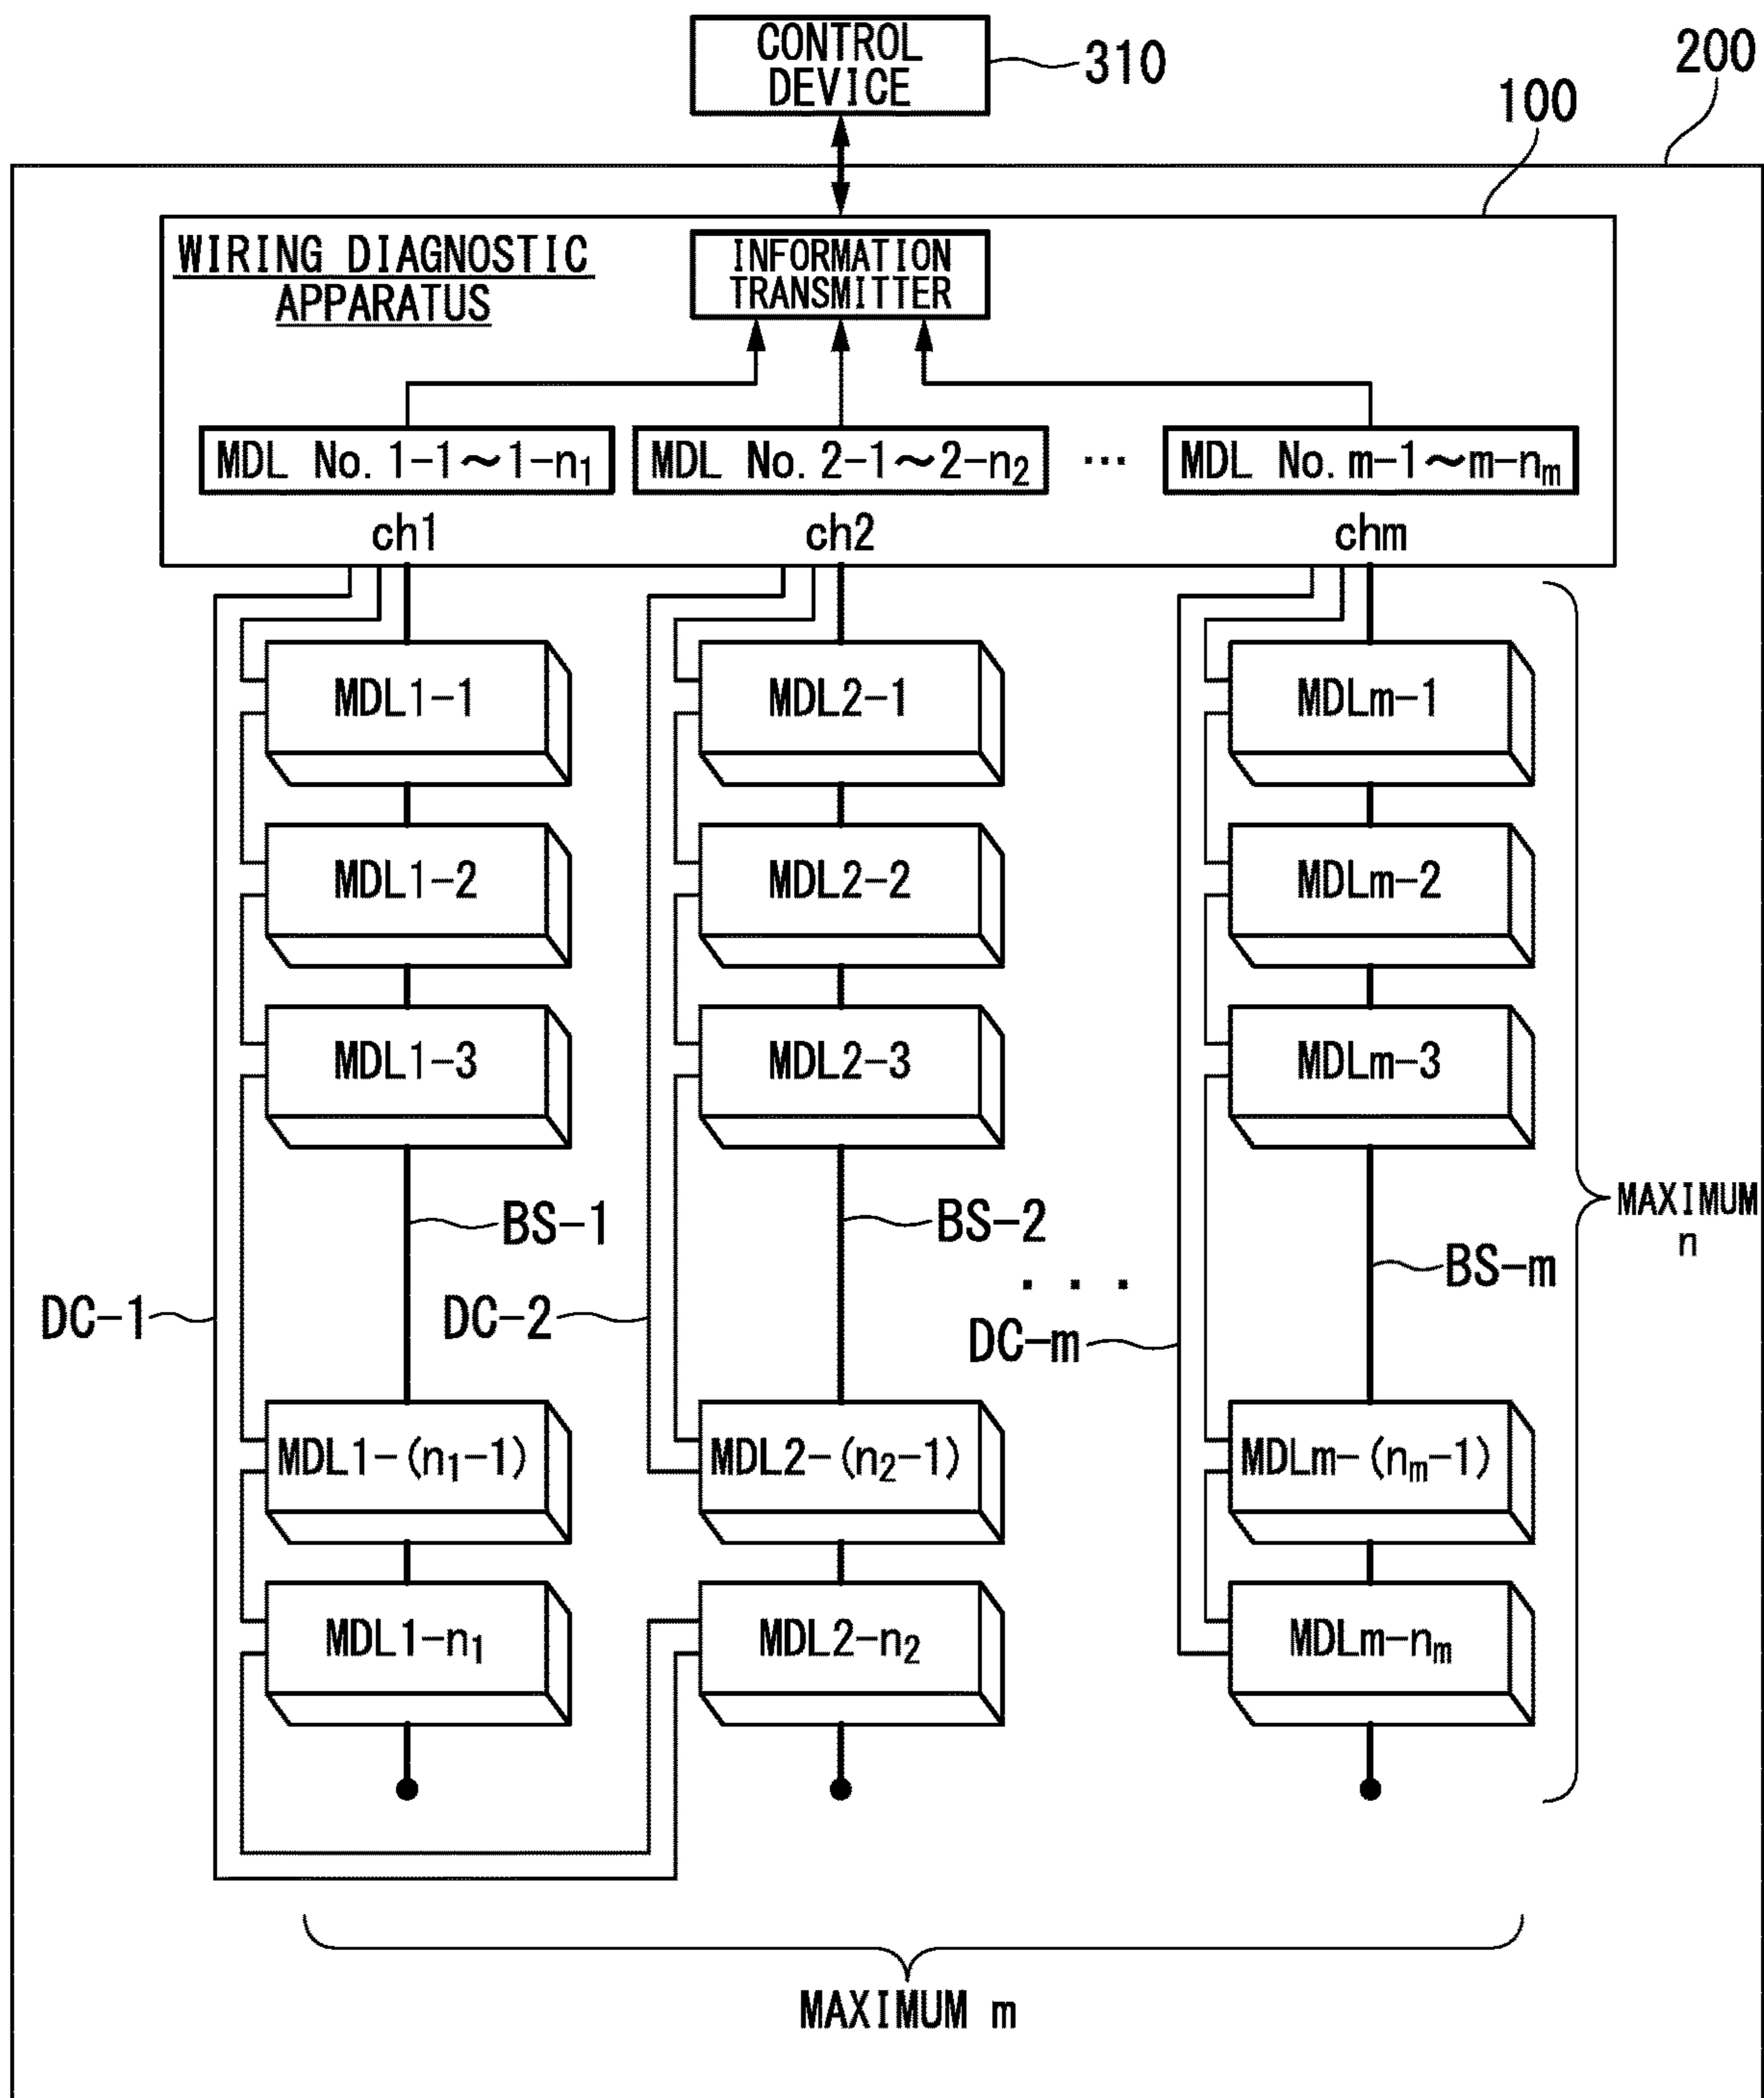 CONTROL
DEVICE
310
200
100
WIRING DIAGNOSTIC
APPARATUS
INFORMATION
TRANSMITTER
MDL No. 1-1～1-n₁
MDL No. 2-1～2-n₂
...
MDL No. m-1～m-nₘ
ch1
ch2
chm
MDL1-1
MDL2-1
MDLm-1
MDL1-2
MDL2-2
MDLm-2
MDL1-3
MDL2-3
MDLm-3
BS-1
BS-2
BS-m
...
MAXIMUM
n
DC-1
DC-2
DC-m
MDL1-(n₁-1)
MDL2-(n₂-1)
MDLm-(nₘ-1)
MDL1-n₁
MDL2-n₂
MDLm-nₘ
MAXIMUM m